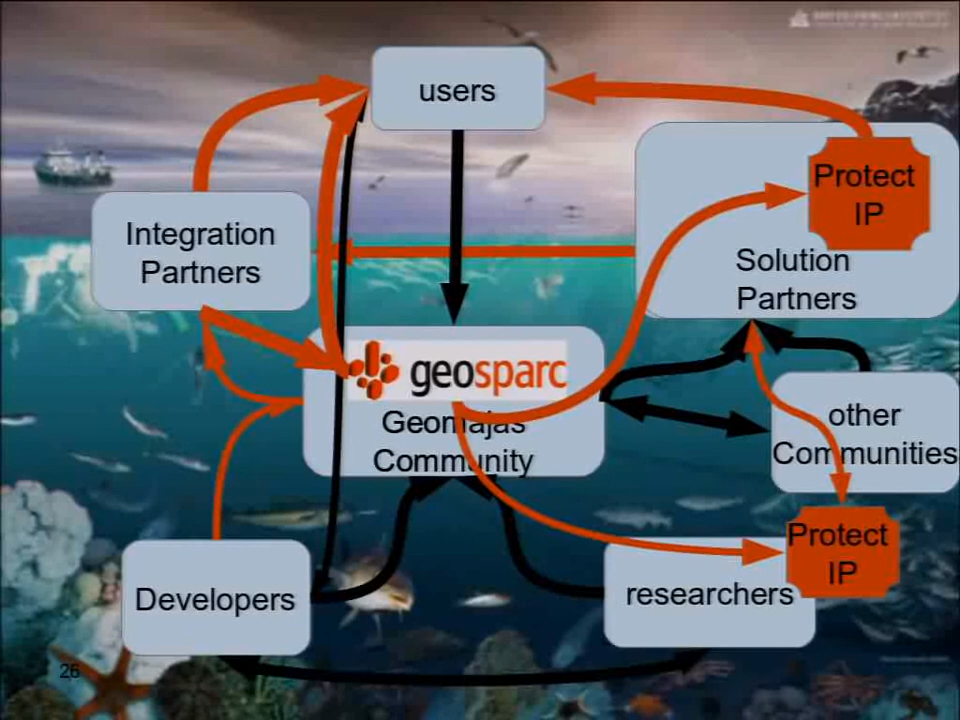 users
Protect
IP
Integration
Partners
Solution
Partners
geosparc
Geomajas
Community
other
Communities
Protect
IP
Developers
researchers
26